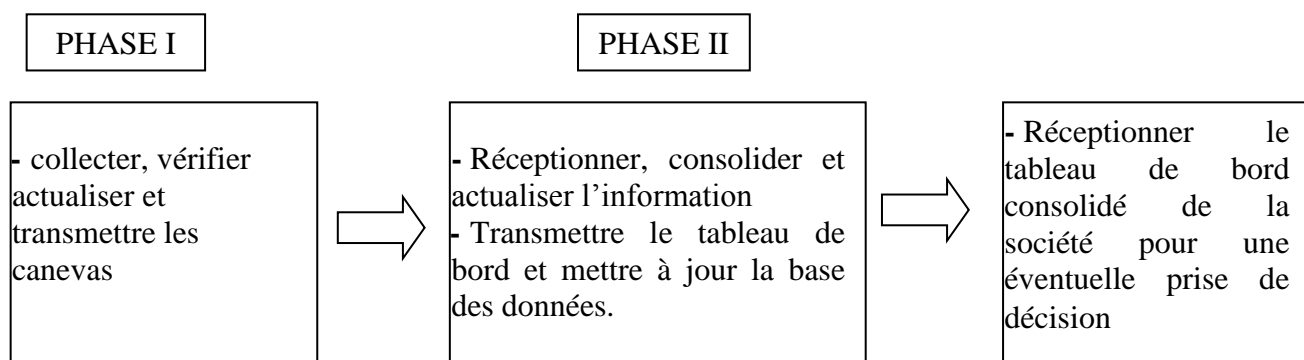 PHASE I
PHASE II
- collecter, vérifier
actualiser et
transmettre les
canevas
- Réceptionner, consolider et
actualiser l’information
- Transmettre le tableau de
bord et mettre à jour la base
des données.
- Réceptionner le
tableau de bord
consolidé de la
société pour une
éventuelle prise de
décision